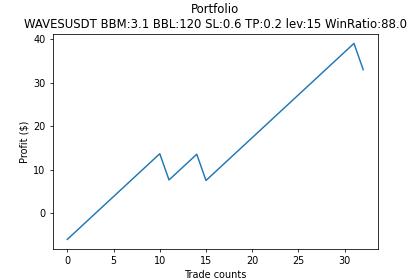 Portfolio
WAVESUSDT BBM:3.1 BBL:120 SL:0.6 TP:0.2 lev:15 WinRatio:88.0
40
30
20
10
0
Profit ($)
0 5 10 15 20 25 30
Trade counts